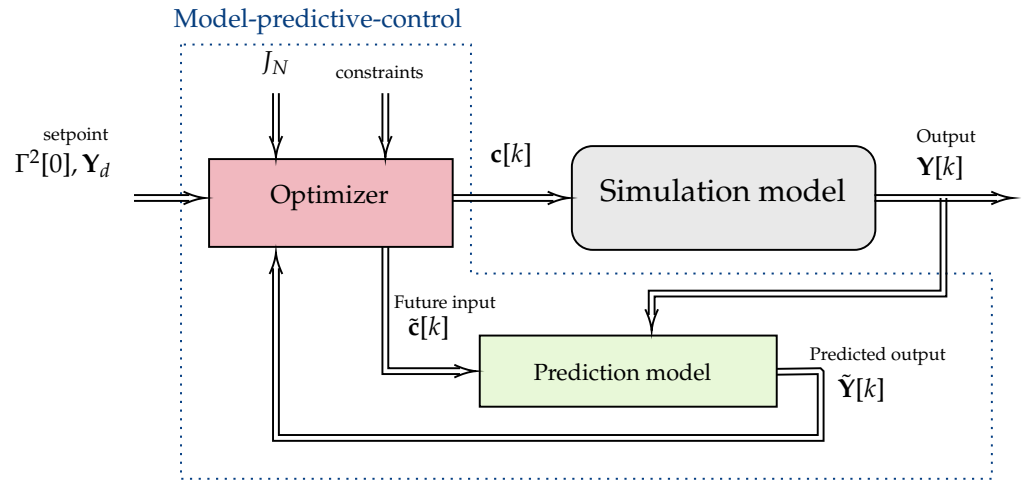 Model-predictive-control
J_N
constraints
setpoint
Γ²[0], Y_d
Optimizer
c[k]
Simulation model
Output
Y[k]
Future input
c̃[k]
Prediction model
Predicted output
Ỹ[k]